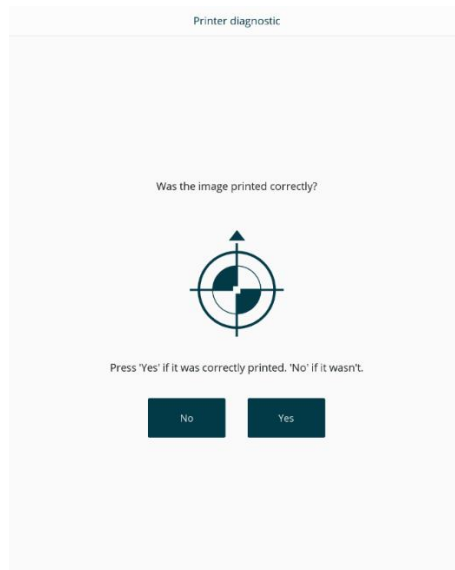 Printer diagnostic
Was the image printed correctly?
Press 'Yes' if it was correctly printed. 'No' if it wasn't.
No
Yes